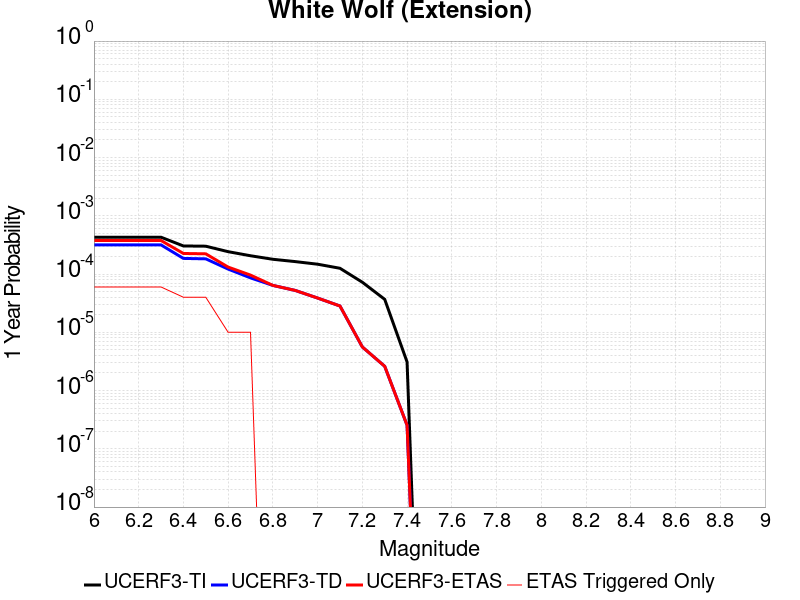 White Wolf (Extension)
10^0
10^-1
10^-2
10^-3
10^-4
10^-5
10^-6
10^-7
10^-8
1 Year Probability
6 6.2 6.4 6.6 6.8 7 7.2 7.4 7.6 7.8 8 8.2 8.4 8.6 8.8 9
Magnitude
UCERF3-TI UCERF3-TD UCERF3-ETAS ETAS Triggered Only